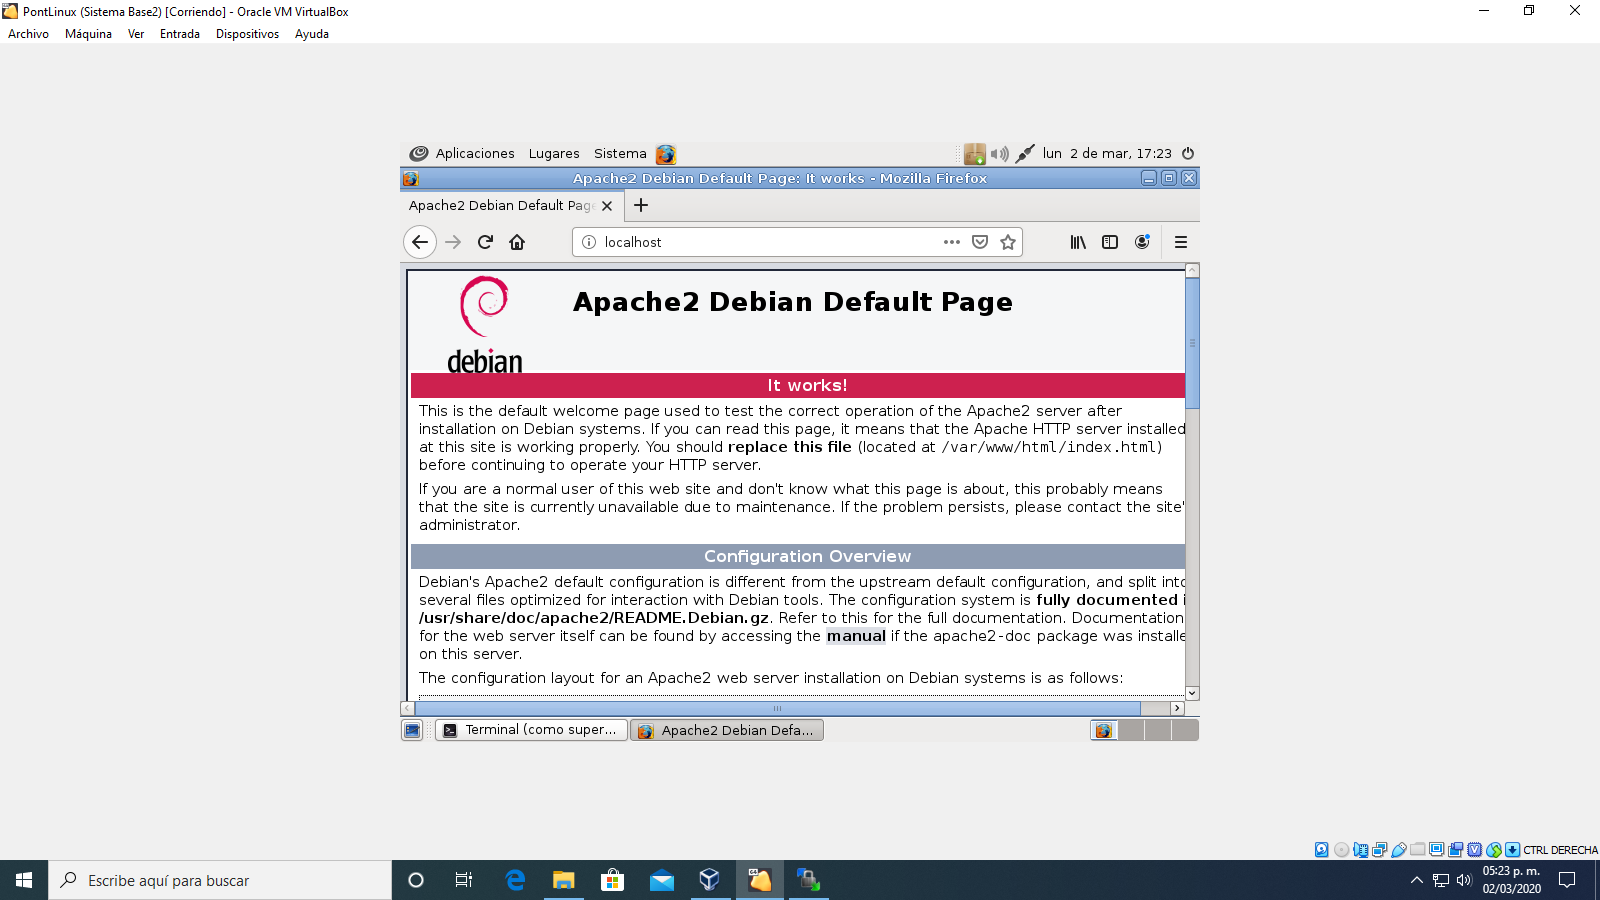 PontLinux (Sistema Base2) [Corriendo] - Oracle VM VirtualBox
Archivo Máquina Ver Entrada Dispositivos Ayuda
Aplicaciones Lugares Sistema lun 2 de mar, 17:23
Apache2 Debian Default Page: It works - Mozilla Firefox
Apache2 Debian Default Pag
localhost
debian
Apache2 Debian Default Page
It works!
This is the default welcome page used to test the correct operation of the Apache2 server after
installation on Debian systems. If you can read this page, it means that the Apache HTTP server installed
at this site is working properly. You should replace this file (located at /var/www/html/index.html)
before continuing to operate your HTTP server.
If you are a normal user of this web site and don't know what this page is about, this probably means
that the site is currently unavailable due to maintenance. If the problem persists, please contact the site'
administrator.
Configuration Overview
Debian's Apache2 default configuration is different from the upstream default configuration, and split into
several files optimized for interaction with Debian tools. The configuration system is fully documented i
/usr/share/doc/apache2/README.Debian.gz. Refer to this for the full documentation. Documentation
for the web server itself can be found by accessing the manual if the apache2-doc package was installe
on this server.
The configuration layout for an Apache2 web server installation on Debian systems is as follows:
Terminal (como super... Apache2 Debian Defa...
CTRL DERECHA
Escribe aquí para buscar
05:23 p. m.
02/03/2020